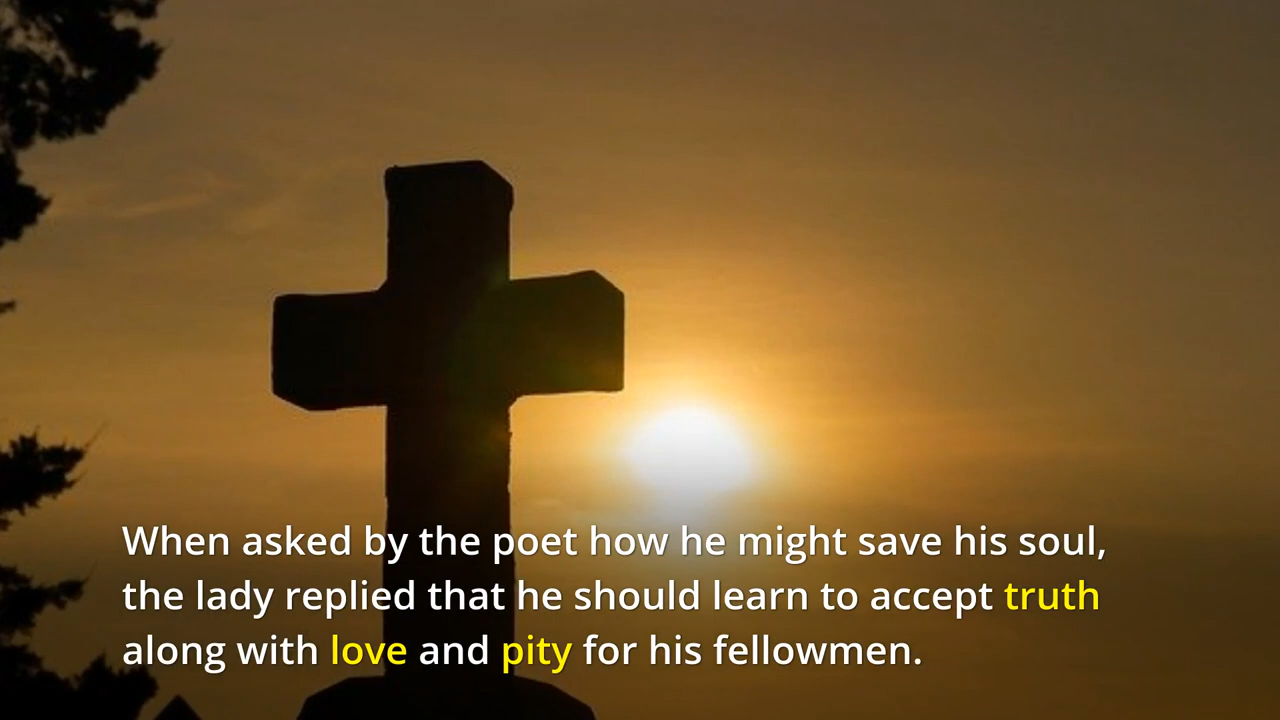 When asked by the poet how he might save his soul,
the lady replied that he should learn to accept truth
along with love and pity for his fellowmen.